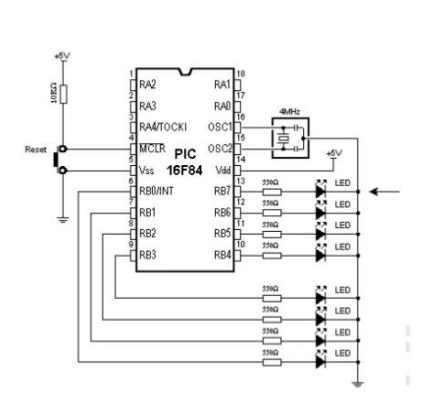 +5V
10KΩ
Reset
1 RA2 RA1 18
2 RA3 RA0 17
3 RA4/TOCKI OSC1 16
4 MCLR OSC2 15
PIC
16F84
5 Vss Vdd 14
6 RB0/INT RB7 13
7 RB1 RB6 12
8 RB2 RB5 11
9 RB3 RB4 10
4MHz
+5V
330Ω LED
330Ω LED
330Ω LED
330Ω LED
330Ω LED
330Ω LED
330Ω LED
330Ω LED